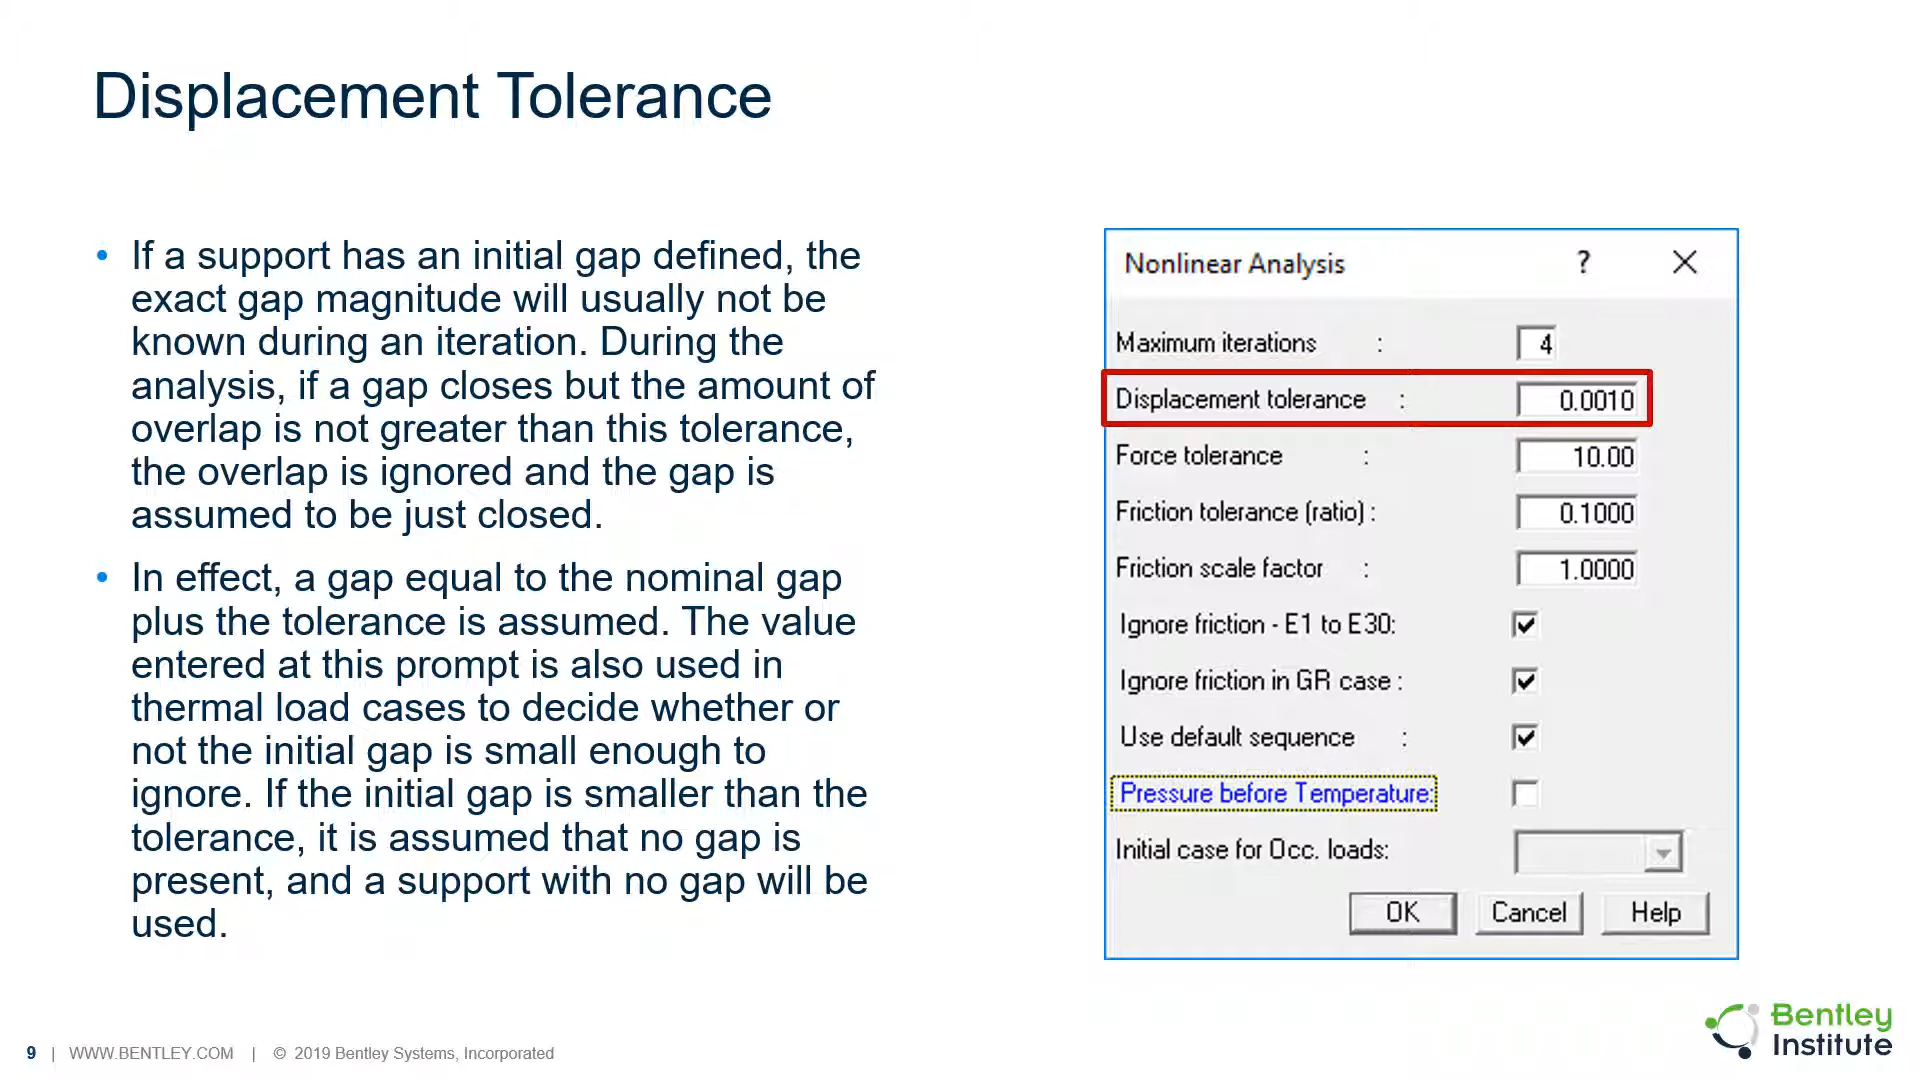 Displacement Tolerance
• If a support has an initial gap defined, the
exact gap magnitude will usually not be
known during an iteration. During the
analysis, if a gap closes but the amount of
overlap is not greater than this tolerance,
the overlap is ignored and the gap is
assumed to be just closed.
• In effect, a gap equal to the nominal gap
plus the tolerance is assumed. The value
entered at this prompt is also used in
thermal load cases to decide whether or
not the initial gap is small enough to
ignore. If the initial gap is smaller than the
tolerance, it is assumed that no gap is
present, and a support with no gap will be
used.
Nonlinear Analysis ?
Maximum iterations : 4
Displacement tolerance : 0.0010
Force tolerance : 10.00
Friction tolerance (ratio) : 0.1000
Friction scale factor : 1.0000
Ignore friction - E1 to E30:
Ignore friction in GR case :
Use default sequence :
Pressure before Temperature:
Initial case for Occ. loads:
OK Cancel Help
9 | WWW.BENTLEY.COM | © 2019 Bentley Systems, Incorporated
Bentley
Institute